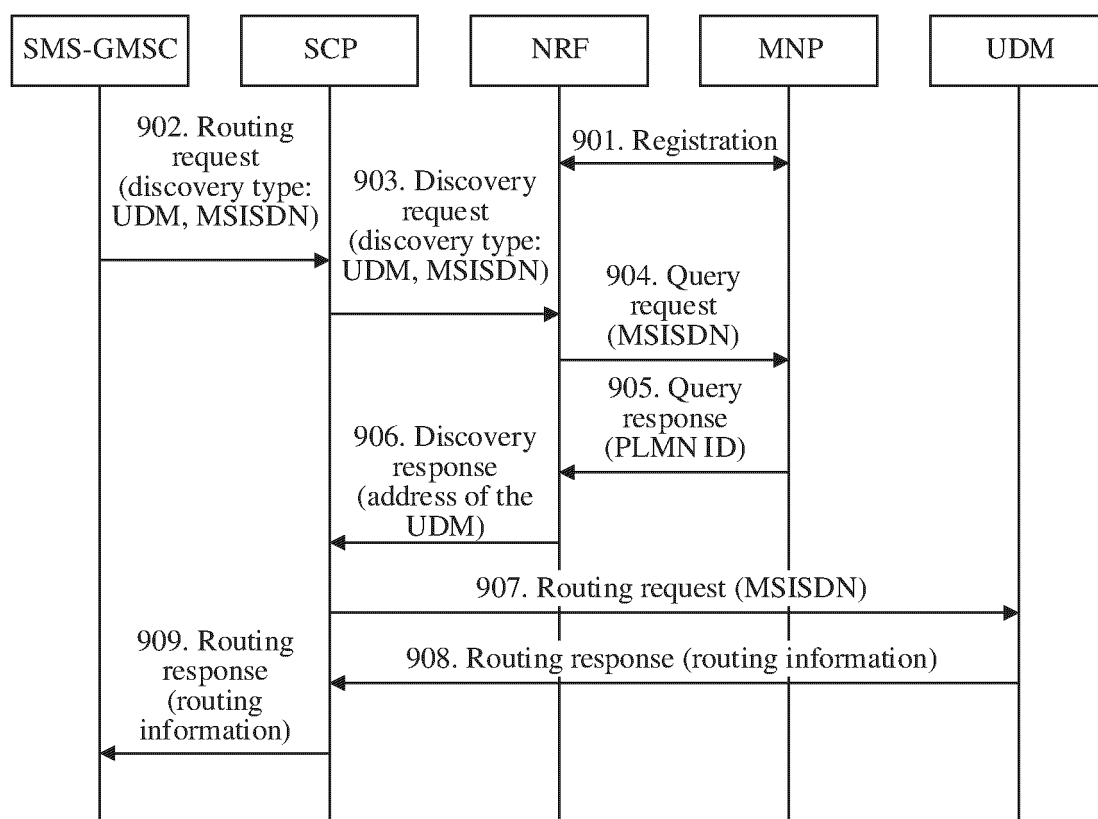 SMS-GMSC
SCP
NRF
MNP
UDM
901. Registration
902. Routing
request
(discovery type:
UDM, MSISDN)
903. Discovery
request
(discovery type:
UDM, MSISDN)
904. Query
request
(MSISDN)
905. Query
response
(PLMN ID)
906. Discovery
response
(address of the
UDM)
907. Routing request (MSISDN)
908. Routing response (routing information)
909. Routing
response
(routing
information)